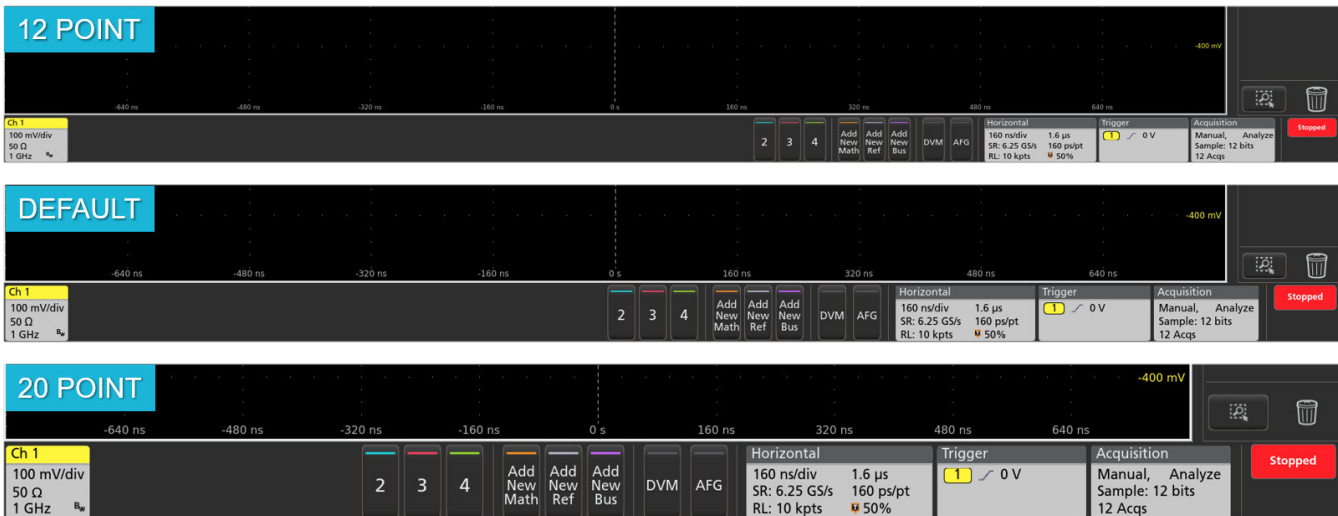 12 POINT
-400 mV
-640 ns -480 ns -320 ns -160 ns 0 s 160 ns 320 ns 480 ns 640 ns
Ch 1 Horizontal Trigger Acquisition
100 mV/div 2 3 4 Add New Math Add New Ref Add New Bus DVM AFG 160 ns/div 1.6 µs 1 0 V Manual, Analyze Stopped
50 Ω SR: 6.25 GS/s 160 ps/pt Sample: 12 bits
1 GHz Bw RL: 10 kpts 50% 12 Acqs
DEFAULT
-400 mV
-640 ns -480 ns -320 ns -160 ns 0 s 160 ns 320 ns 480 ns 640 ns
Ch 1 Horizontal Trigger Acquisition
100 mV/div 2 3 4 Add New Math Add New Ref Add New Bus DVM AFG 160 ns/div 1.6 µs 1 0 V Manual, Analyze Stopped
50 Ω SR: 6.25 GS/s 160 ps/pt Sample: 12 bits
1 GHz Bw RL: 10 kpts 50% 12 Acqs
20 POINT
-400 mV
-640 ns -480 ns -320 ns -160 ns 0 s 160 ns 320 ns 480 ns 640 ns
Ch 1 Horizontal Trigger Acquisition
100 mV/div 2 3 4 Add New Math Add New Ref Add New Bus DVM AFG 160 ns/div 1.6 µs 1 0 V Manual, Analyze Stopped
50 Ω SR: 6.25 GS/s 160 ps/pt Sample: 12 bits
1 GHz Bw RL: 10 kpts 50% 12 Acqs